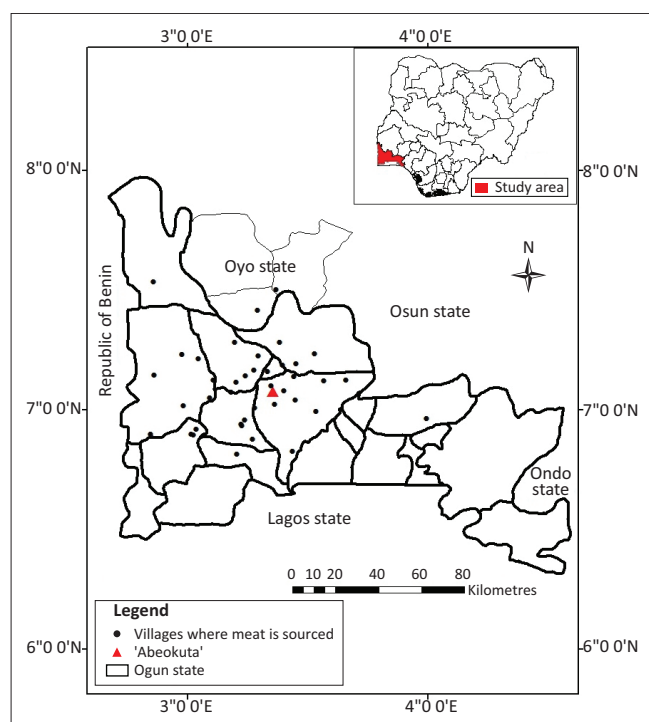 3"0 0'E
4"0 0'E
8"0 0'N
8"0 0'N
Study area
N
Oyo state
Osun state
Republic of Benin
7"0 0'N
7"0 0'N
Ondo
state
Lagos state
0 10 20 40 60 80
Kilometres
Legend
Villages where meat is sourced
'Abeokuta'
Ogun state
6"0 0'N
6"0 0'N
3"0 0'E
4"0 0'E